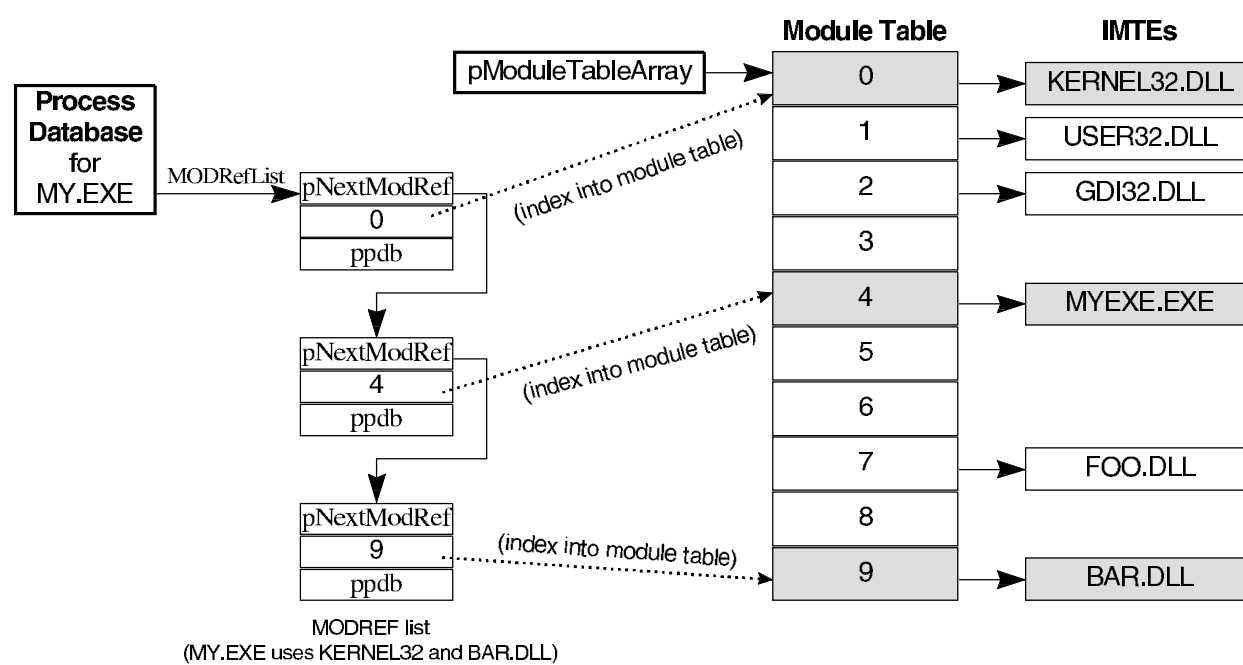 Module Table
IMTEs
pModuleTableArray
Process
Database
for
MY.EXE
MODRefList
pNextModRef
0
ppdb
(index into module table)
pNextModRef
4
ppdb
(index into module table)
pNextModRef
9
ppdb
(index into module table)
MODREF list
(MY.EXE uses KERNEL32 and BAR.DLL)
0
KERNEL32.DLL
1
USER32.DLL
2
GDI32.DLL
3
4
MYEXE.EXE
5
6
7
FOO.DLL
8
9
BAR.DLL